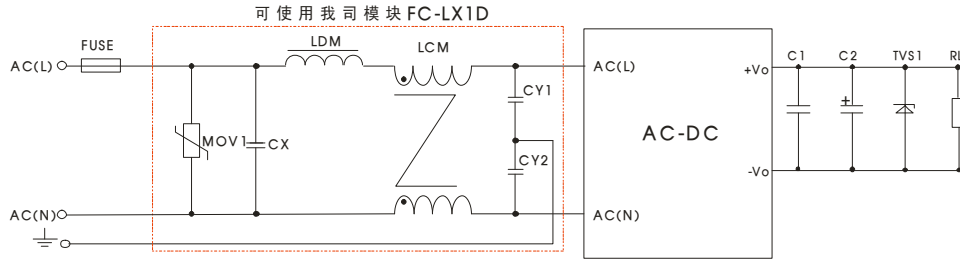 可使用我司模块FC-LX1D
FUSE
LDM
LCM
AC(L)
AC(L)
+Vo
C1
C2
TVS1
RL
CY1
+
MOV1
CX
AC-DC
CY2
-Vo
AC(N)
AC(N)